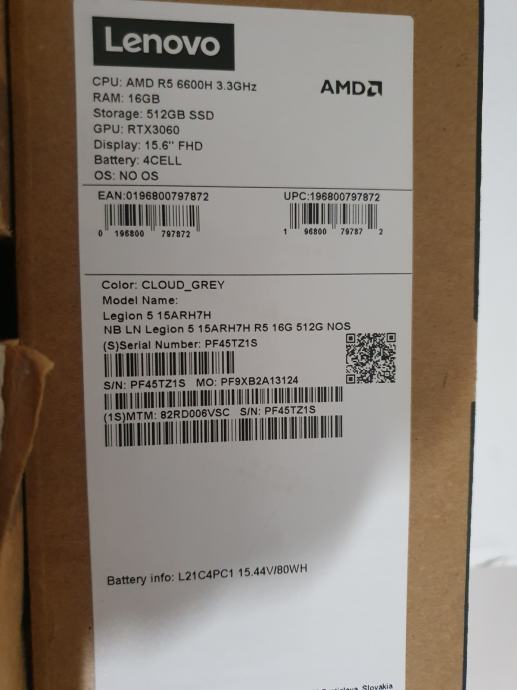 Lenovo
CPU: AMD R5 6600H 3.3GHz
AMD
RAM: 16GB
Storage: 512GB SSD
GPU: RTX3060
Display: 15.6" FHD
Battery: 4CELL
OS: NO OS
EAN:0196800797872 UPC:196800797872
0 196800 797872 1 96800 79787 2
Color: CLOUD_GREY
Model Name:
Legion 5 15ARH7H
NB LN Legion 5 15ARH7H R5 16G 512G NOS
(S)Serial Number: PF45TZ1S
S/N: PF45TZ1S MO: PF9XB2A13124
(1S)MTM: 82RD006VSC S/N: PF45TZ1S
Battery info: L21C4PC1 15.44V/80WH
Slovakia